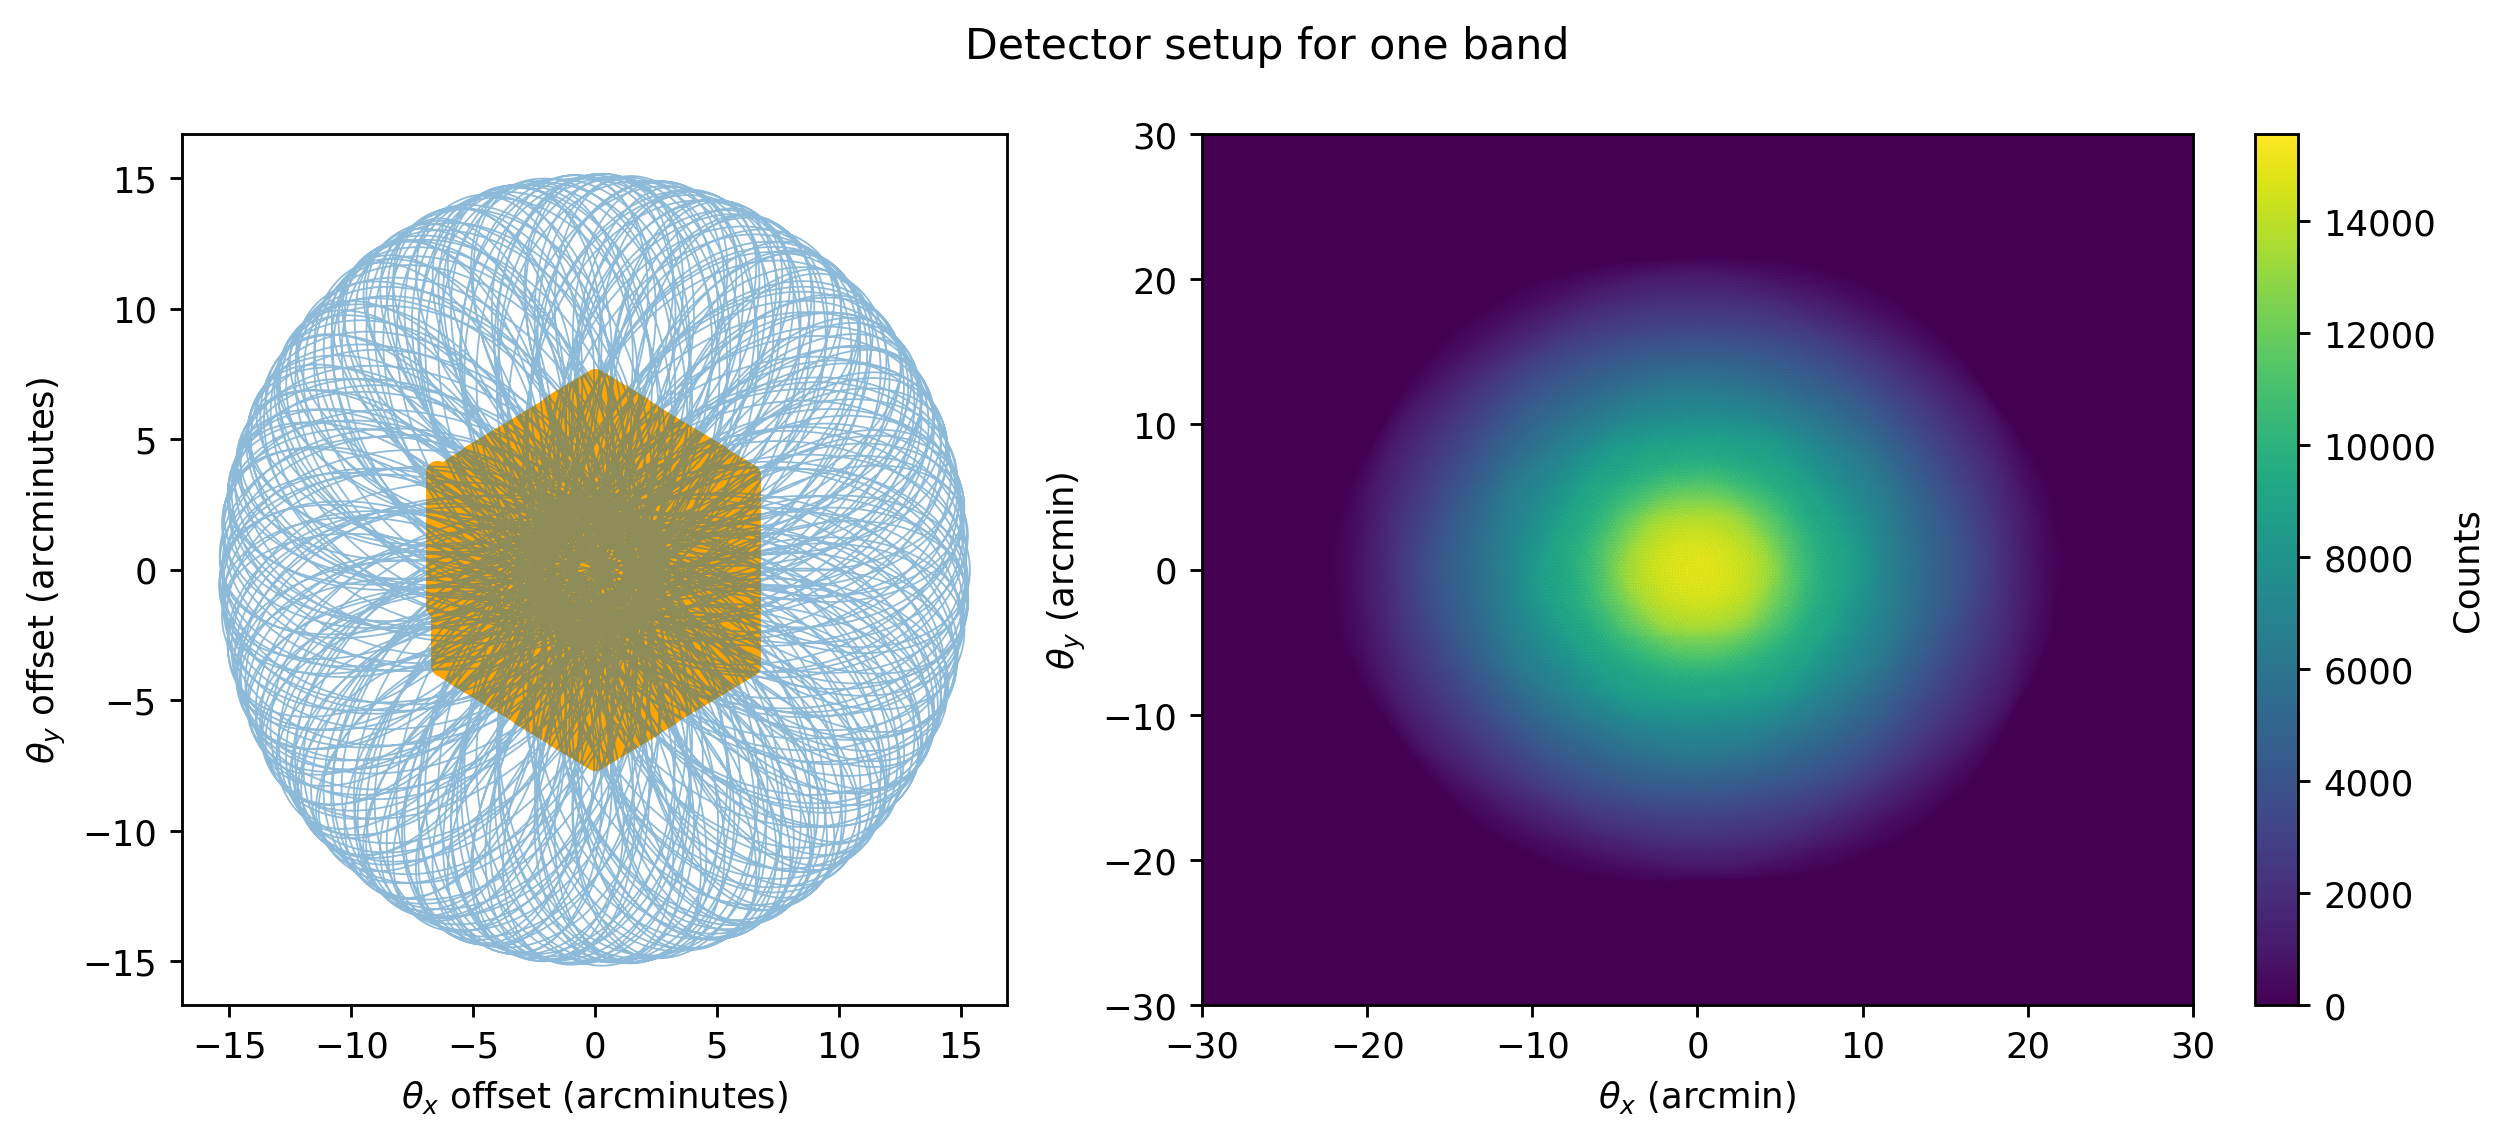 Detector setup for one band
15
10
5
0
−5
−10
−15
−15 −10 −5 0 5 10 15
θy offset (arcminutes)
θx offset (arcminutes)
30
20
10
0
−10
−20
−30
−30 −20 −10 0 10 20 30
θy (arcmin)
θx (arcmin)
14000
12000
10000
8000
6000
4000
2000
0
Counts